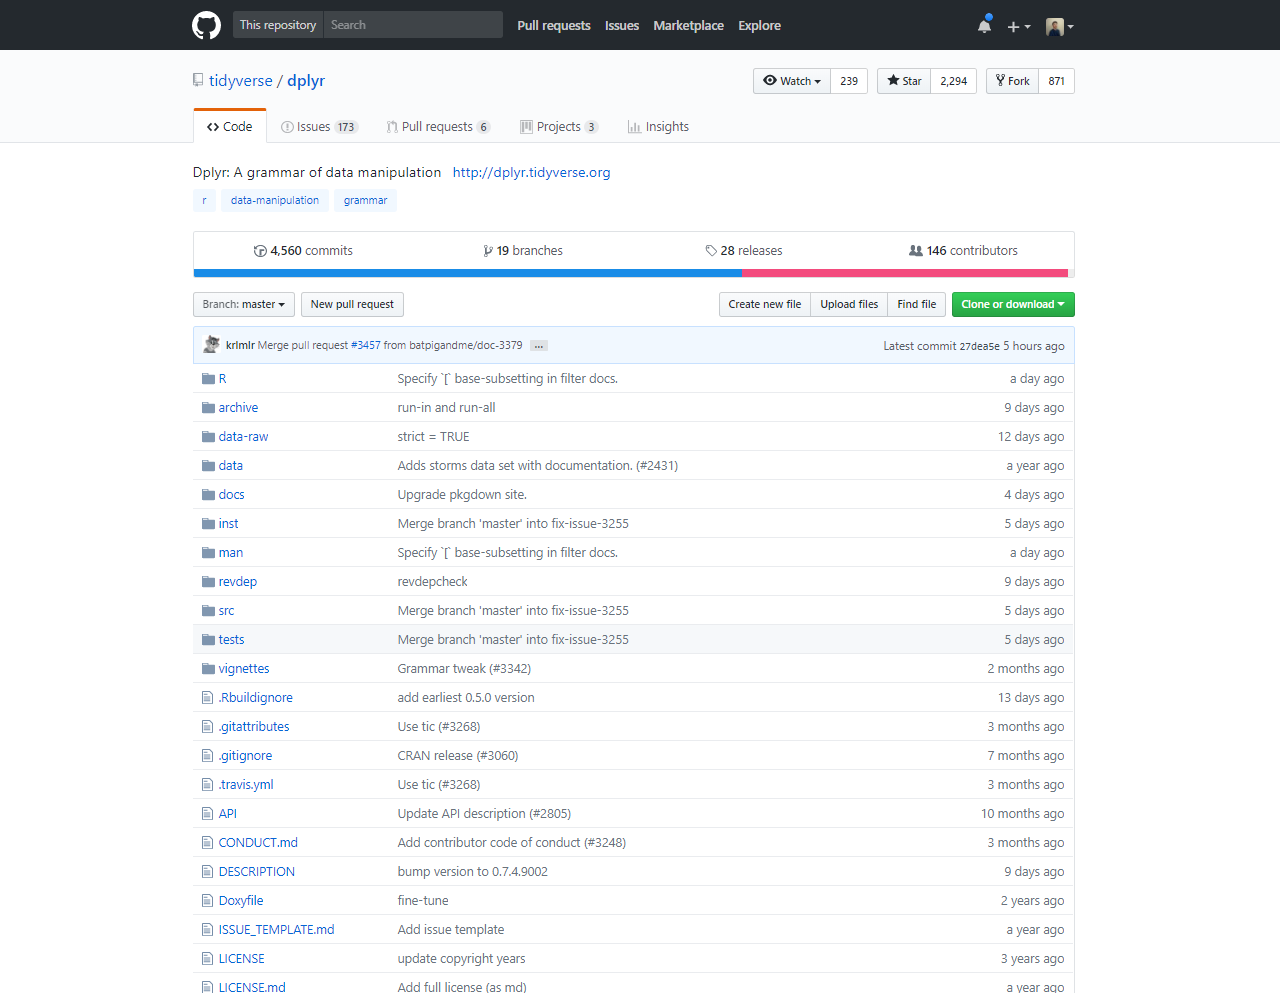 This repository Search Pull requests Issues Marketplace Explore
tidyverse / dplyr Watch 239 Star 2,294 Fork 871
Code Issues 173 Pull requests 6 Projects 3 Insights
Dplyr: A grammar of data manipulation http://dplyr.tidyverse.org
r data-manipulation grammar
4,560 commits 19 branches 28 releases 146 contributors
Branch: master New pull request Create new file Upload files Find file Clone or download
krlmlr Merge pull request #3457 from batpigandme/doc-3379 … Latest commit 27dea5e 5 hours ago
R Specify `[` base-subsetting in filter docs. a day ago
archive run-in and run-all 9 days ago
data-raw strict = TRUE 12 days ago
data Adds storms data set with documentation. (#2431) a year ago
docs Upgrade pkgdown site. 4 days ago
inst Merge branch 'master' into fix-issue-3255 5 days ago
man Specify `[` base-subsetting in filter docs. a day ago
revdep revdepcheck 9 days ago
src Merge branch 'master' into fix-issue-3255 5 days ago
tests Merge branch 'master' into fix-issue-3255 5 days ago
vignettes Grammar tweak (#3342) 2 months ago
.Rbuildignore add earliest 0.5.0 version 13 days ago
.gitattributes Use tic (#3268) 3 months ago
.gitignore CRAN release (#3060) 7 months ago
.travis.yml Use tic (#3268) 3 months ago
API Update API description (#2805) 10 months ago
CONDUCT.md Add contributor code of conduct (#3248) 3 months ago
DESCRIPTION bump version to 0.7.4.9002 9 days ago
Doxyfile fine-tune 2 years ago
ISSUE_TEMPLATE.md Add issue template a year ago
LICENSE update copyright years 3 years ago
LICENSE.md Add full license (as md) a year ago